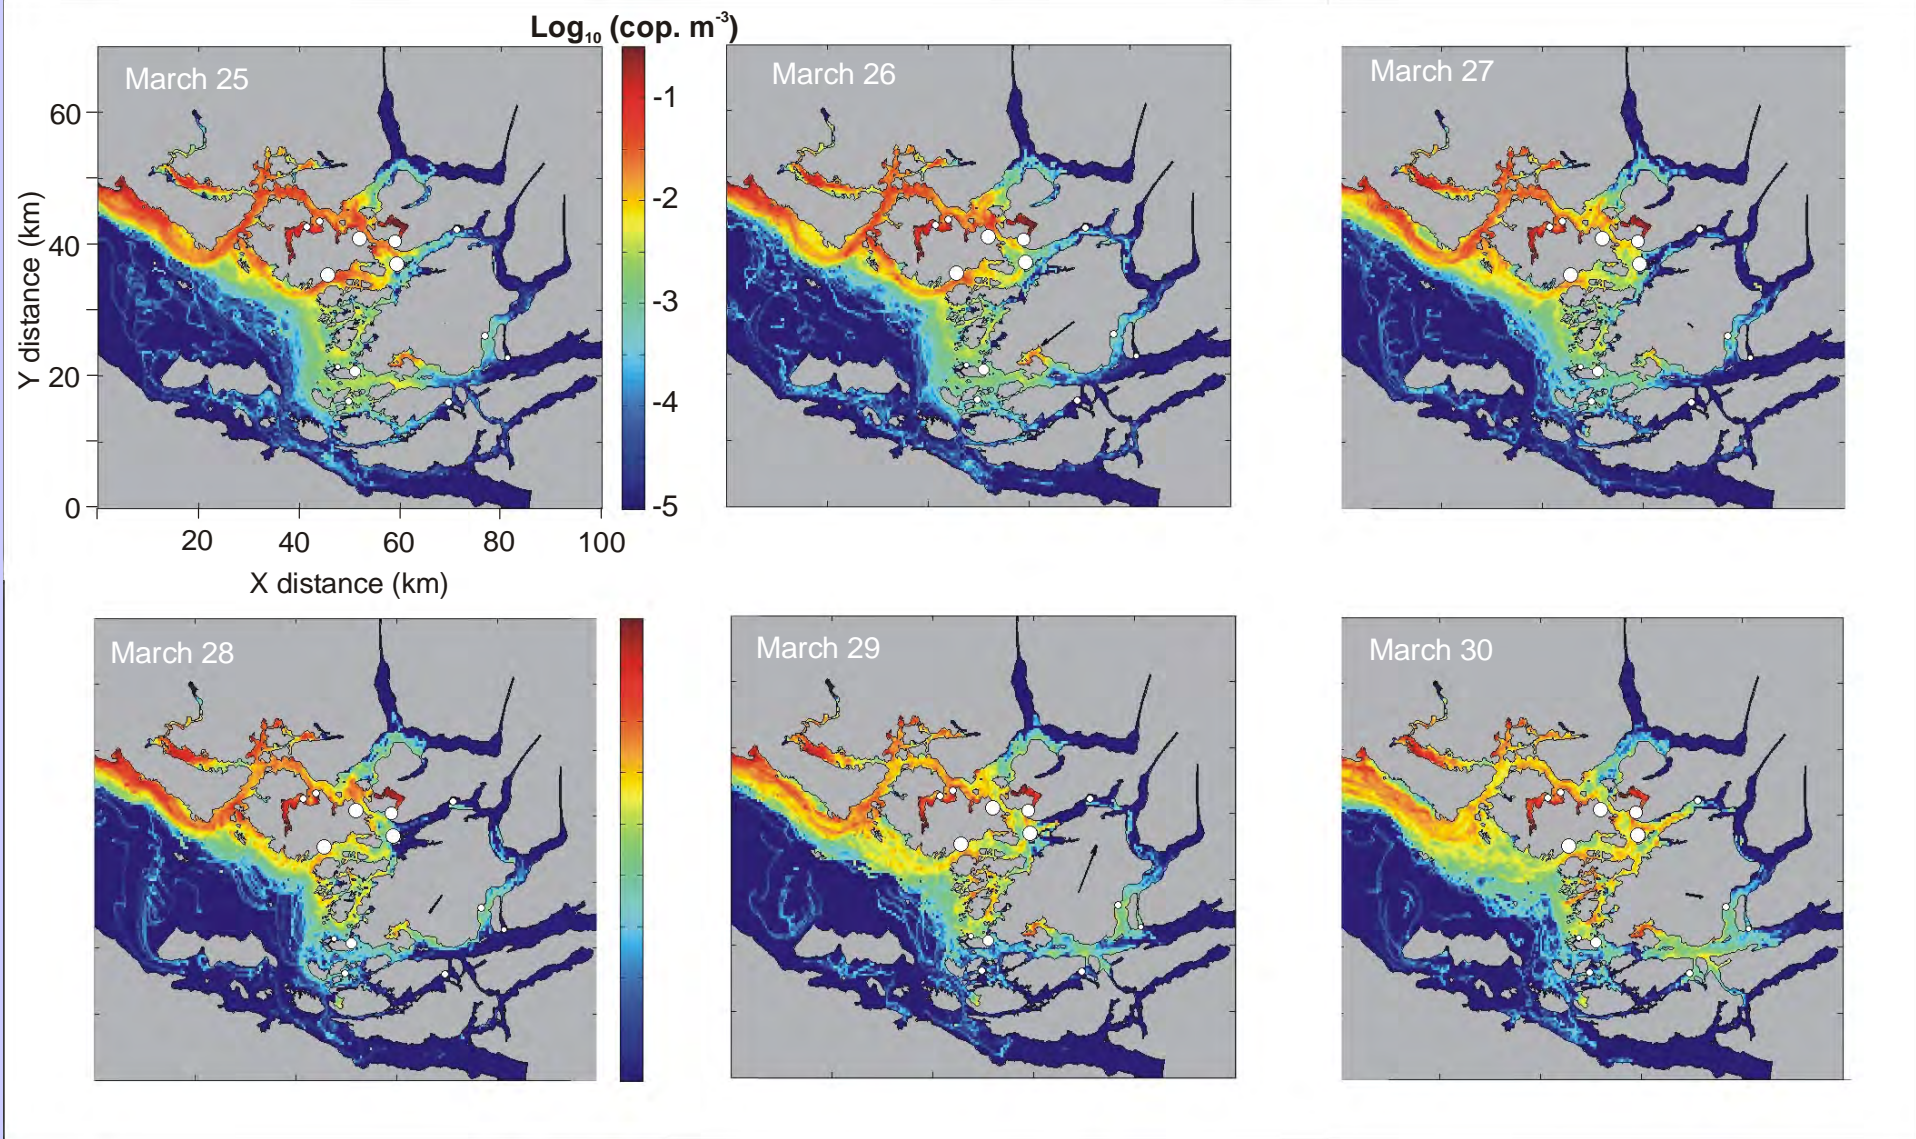 Log₁₀ (cop. m⁻³)
March 25
March 26
March 27
60
40
20
0
Y distance (km)
-1
-2
-3
-4
-5
20 40 60 80 100
X distance (km)
March 28
March 29
March 30